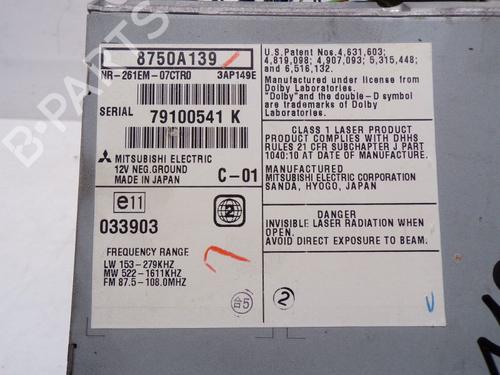 8750A139
NR-261EM-07CTR0 3AP149E
SERIAL 79100541 K
MITSUBISHI ELECTRIC
12V NEG.GROUND
MADE IN JAPAN
C-01
e11
2
033903
FREQUENCY RANGE
LW 153-279KHZ
MW 522-1611KHZ
FM 87.5-108.0MHZ
合5
U.S.Patent Nos.4,631,603;
4,819,098; 4,907,093; 5,315,448;
and 6,516,132.
Manufactured under license from
Dolby Laboratories.
"Dolby" and the double-D symbol
are trademarks of Dolby
Laboratories.
CLASS 1 LASER PRODUCT
PRODUCT COMPLIES WITH DHHS
RULES 21 CFR SUBCHAPTER J PART
1040:10 AT DATE OF MANUFACTURE.
MANUFACTURED
MITSUBISHI ELECTRIC CORPORATION
SANDA, HYOGO, JAPAN
DANGER
INVISIBLE LASER RADIATION WHEN
OPEN.
AVOID DIRECT EXPOSURE TO BEAM.
2
B-PARTS